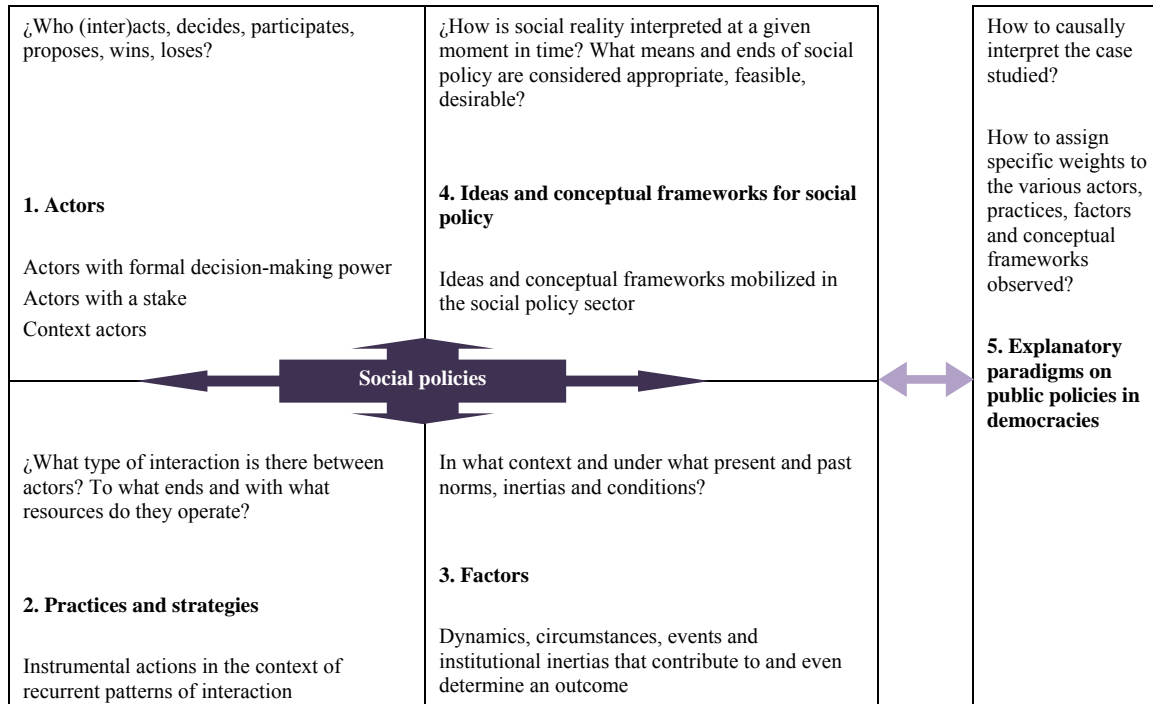 ¿Who (inter)acts, decides, participates,
proposes, wins, loses?
1. Actors
Actors with formal decision-making power
Actors with a stake
Context actors
¿How is social reality interpreted at a given
moment in time? What means and ends of social
policy are considered appropriate, feasible,
desirable?
4. Ideas and conceptual frameworks for social
policy
Ideas and conceptual frameworks mobilized in
the social policy sector
Social policies
¿What type of interaction is there between
actors? To what ends and with what
resources do they operate?
2. Practices and strategies
Instrumental actions in the context of
recurrent patterns of interaction
In what context and under what present and past
norms, inertias and conditions?
3. Factors
Dynamics, circumstances, events and
institutional inertias that contribute to and even
determine an outcome
How to causally
interpret the case
studied?
How to assign
specific weights to
the various actors,
practices, factors
and conceptual
frameworks
observed?
5. Explanatory
paradigms on
public policies in
democracies